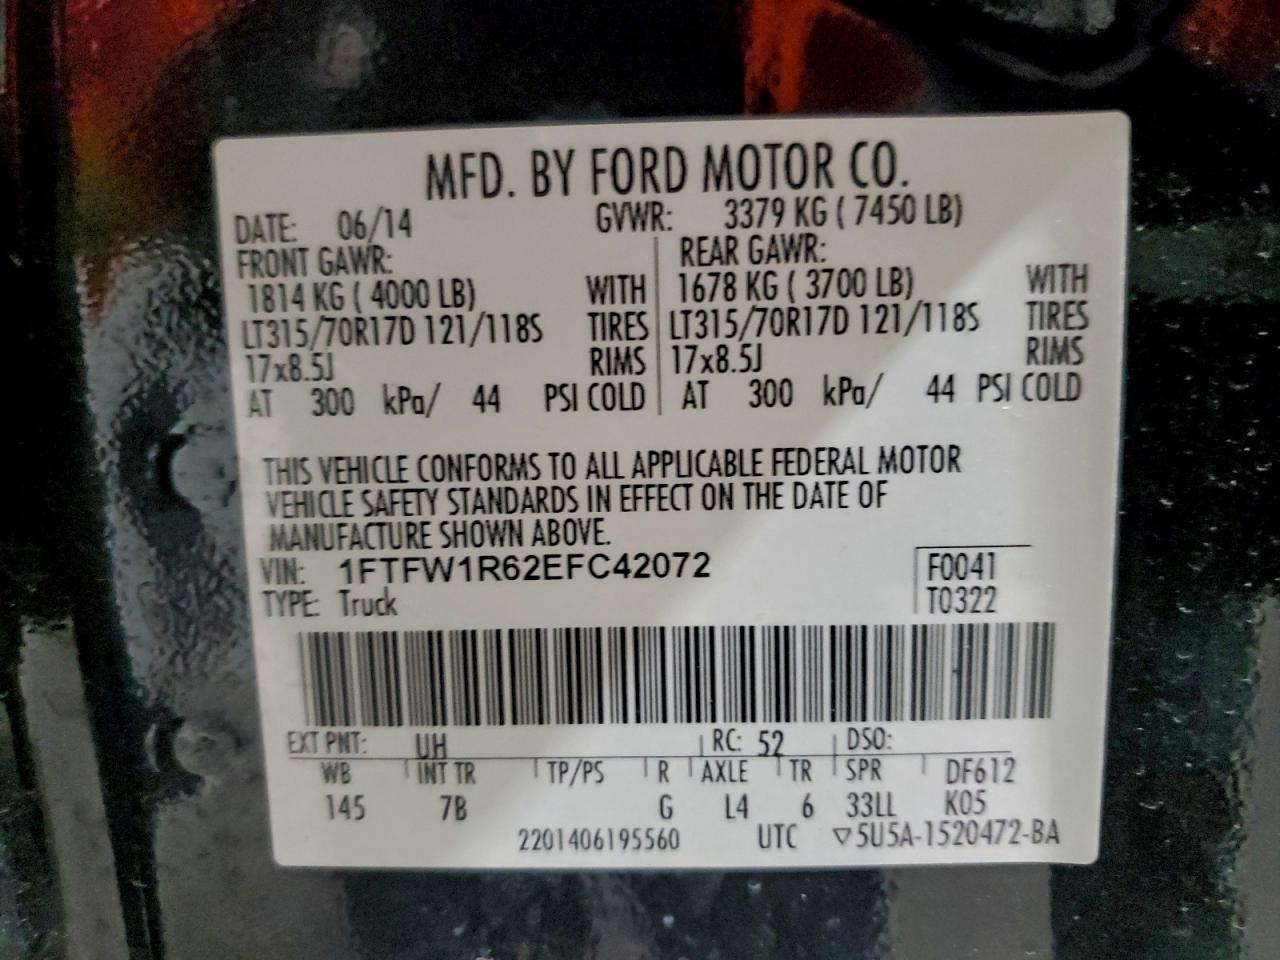 MFD. BY FORD MOTOR CO.
DATE: 06/14 GVWR: 3379 KG ( 7450 LB)
FRONT GAWR: REAR GAWR:
1814 KG ( 4000 LB) WITH 1678 KG ( 3700 LB) WITH
LT315/70R17D 121/118S TIRES LT315/70R17D 121/118S TIRES
17x8.5J RIMS 17x8.5J RIMS
AT 300 kPa/ 44 PSI COLD AT 300 kPa/ 44 PSI COLD
THIS VEHICLE CONFORMS TO ALL APPLICABLE FEDERAL MOTOR
VEHICLE SAFETY STANDARDS IN EFFECT ON THE DATE OF
MANUFACTURE SHOWN ABOVE.
VIN: 1FTFW1R62EFC42072 F0041
TYPE: Truck T0322
EXT PNT: UH RC: 52 DSO:
WB INT TR TP/PS R AXLE TR SPR DF612
145 7B G L4 6 33LL K05
2201406195560 UTC ▽5U5A-1520472-BA